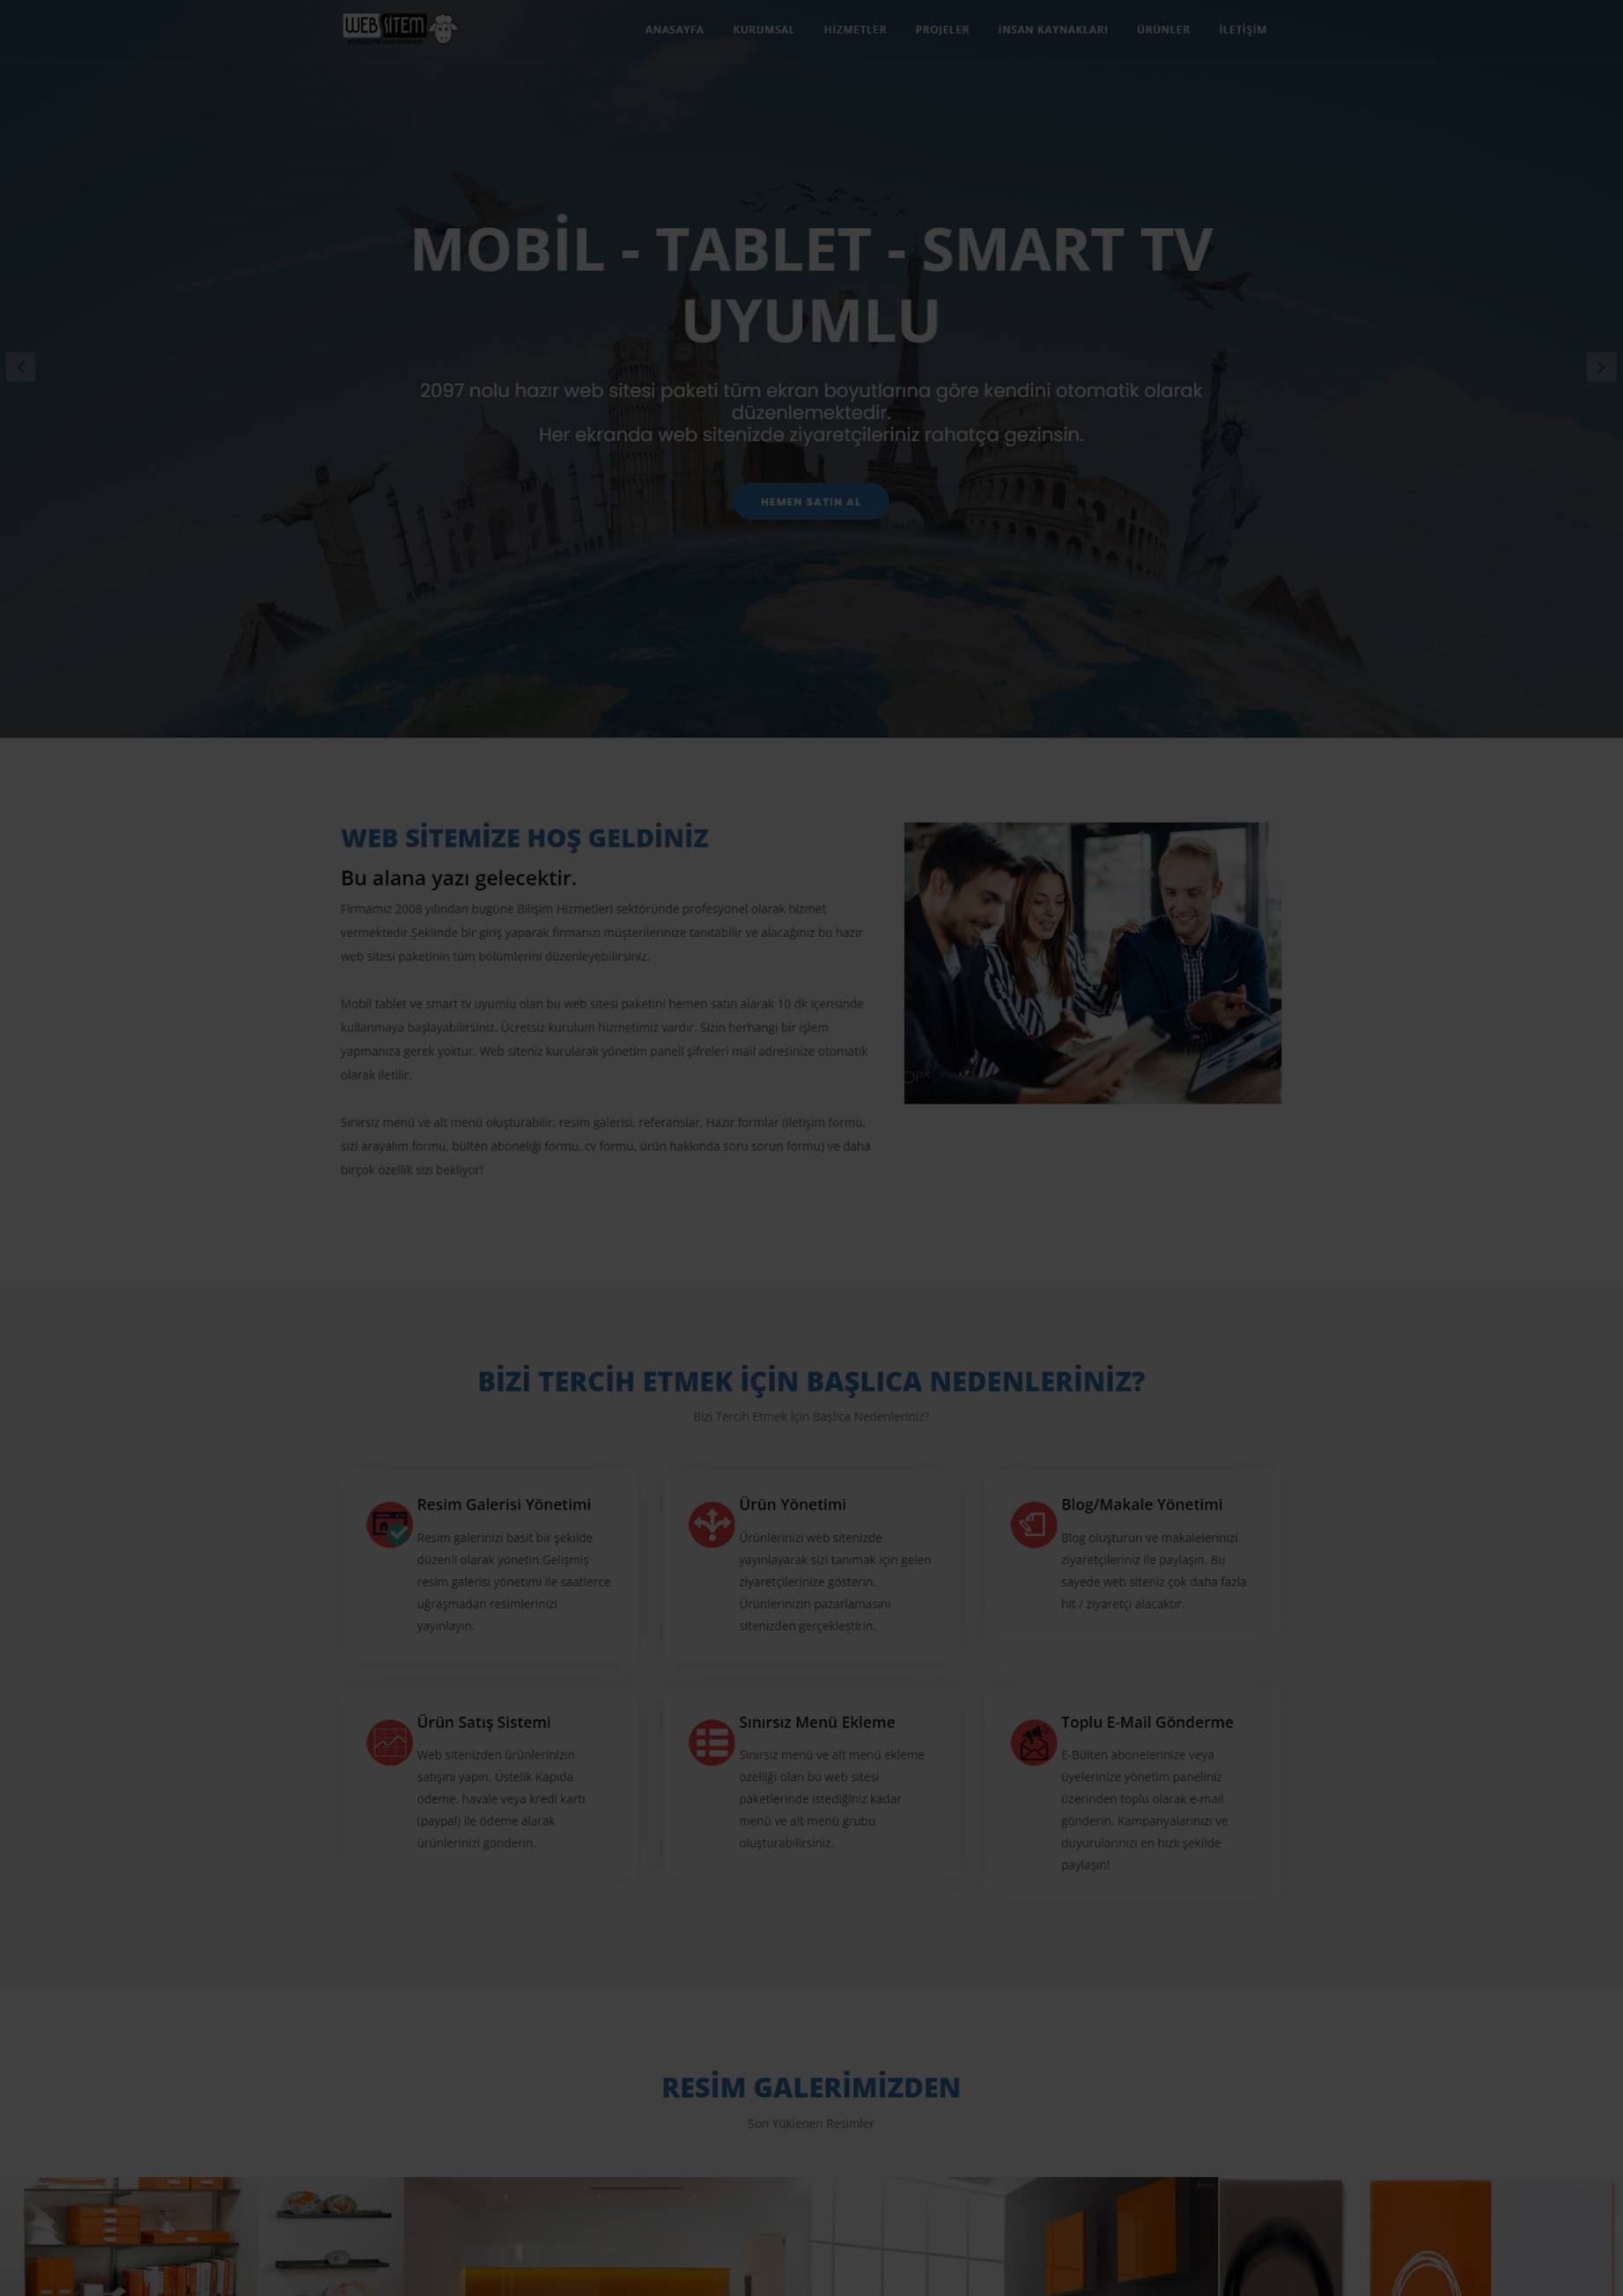 WEB SİTEM
ANASAYFA KURUMSAL HİZMETLER PROJELER İNSAN KAYNAKLARI ÜRÜNLER İLETİŞİM
MOBİL - TABLET - SMART TV
UYUMLU
2097 nolu hazır web sitesi paketi tüm ekran boyutlarına göre kendini otomatik olarak
düzenlemektedir.
Her ekranda web sitenizde ziyaretçileriniz rahatça gezinsin.
HEMEN SATIN AL
WEB SİTEMİZE HOŞ GELDİNİZ
Bu alana yazı gelecektir.
Firmamız 2008 yılından bugüne Bilişim Hizmetleri sektöründe profesyonel olarak hizmet
vermektedir.Şeklinde bir giriş yaparak firmanızı müşterilerinize tanıtabilir ve alacağınız bu hazır
web sitesi paketinin tüm bölümlerini düzenleyebilirsiniz.
Mobil tablet ve smart tv uyumlu olan bu web sitesi paketini hemen satın alarak 10 dk içerisinde
kullanmaya başlayabilirsiniz. Ücretsiz kurulum hizmetimiz vardır. Sizin herhangi bir işlem
yapmanıza gerek yoktur. Web siteniz kurularak yönetim paneli şifreleri mail adresinize otomatik
olarak iletilir.
Sınırsız menü ve alt menü oluşturabilir, resim galerisi, referanslar, Hazır formlar (iletişim formu,
sizi arayalım formu, bülten aboneliği formu, cv formu, ürün hakkında soru sorun formu) ve daha
birçok özellik sizi bekliyor!
BİZİ TERCİH ETMEK İÇİN BAŞLICA NEDENLERİNİZ?
Bizi Tercih Etmek İçin Başlıca Nedenleriniz?
Resim Galerisi Yönetimi
Resim galerinizi basit bir şekilde
düzenli olarak yönetin.Gelişmiş
resim galerisi yönetimi ile saatlerce
uğraşmadan resimlerinizi
yayınlayın.
Ürün Yönetimi
Ürünlerinizi web sitenizde
yayınlayarak sizi tanımak için gelen
ziyaretçilerinize gösterin.
Ürünlerinizin pazarlamasını
sitenizden gerçekleştirin.
Blog/Makale Yönetimi
Blog oluşturun ve makalelerinizi
ziyaretçileriniz ile paylaşın. Bu
sayede web siteniz çok daha fazla
hit / ziyaretçi alacaktır.
Ürün Satış Sistemi
Web sitenizden ürünlerinizin
satışını yapın. Üstelik Kapıda
ödeme, havale veya kredi kartı
(paypal) ile ödeme alarak
ürünlerinizi gönderin.
Sınırsız Menü Ekleme
Sınırsız menü ve alt menü ekleme
özelliği olan bu web sitesi
paketlerinde istediğiniz kadar
menü ve alt menü grubu
oluşturabilirsiniz.
Toplu E-Mail Gönderme
E-Bülten abonelerinize veya
üyelerinize yönetim paneliniz
üzerinden toplu olarak e-mail
gönderin. Kampanyalarınızı ve
duyurularınızı en hızlı şekilde
paylaşın!
RESİM GALERİMİZDEN
Son Yüklenen Resimler